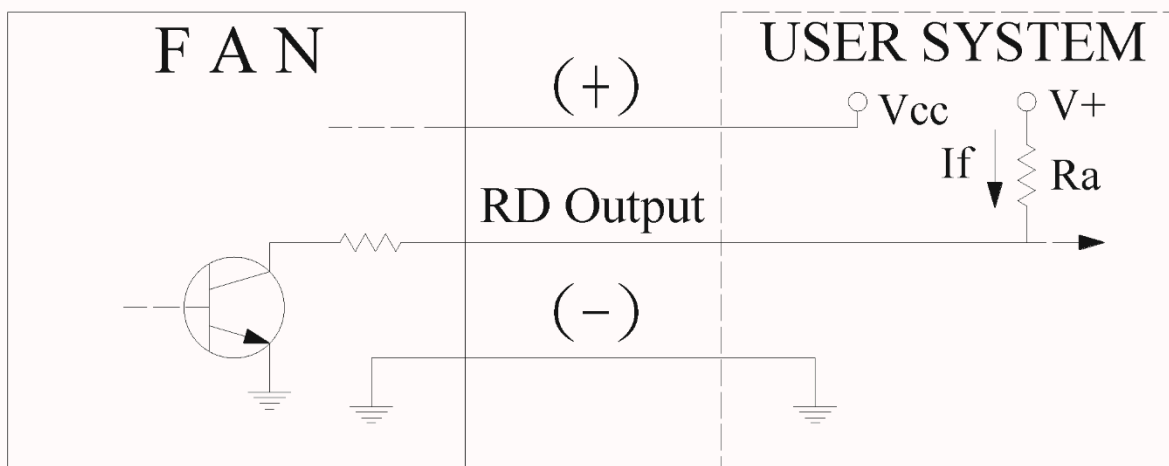 F A N
USER SYSTEM
(+)
Vcc
V+
If
Ra
RD Output
(-)